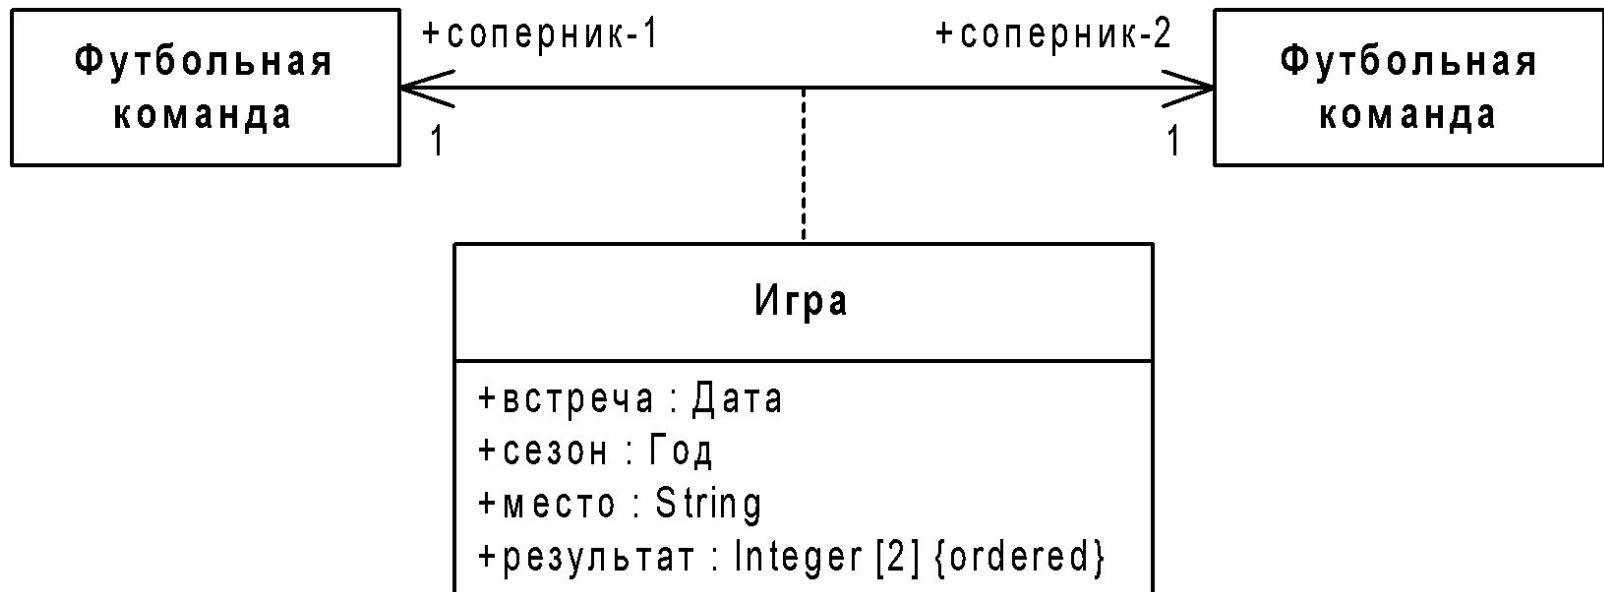 Футбольная
команда
+соперник-1
1
+соперник-2
1
Футбольная
команда
Игра
+встреча : Дата
+сезон : Год
+место : String
+результат : Integer [2] {ordered}